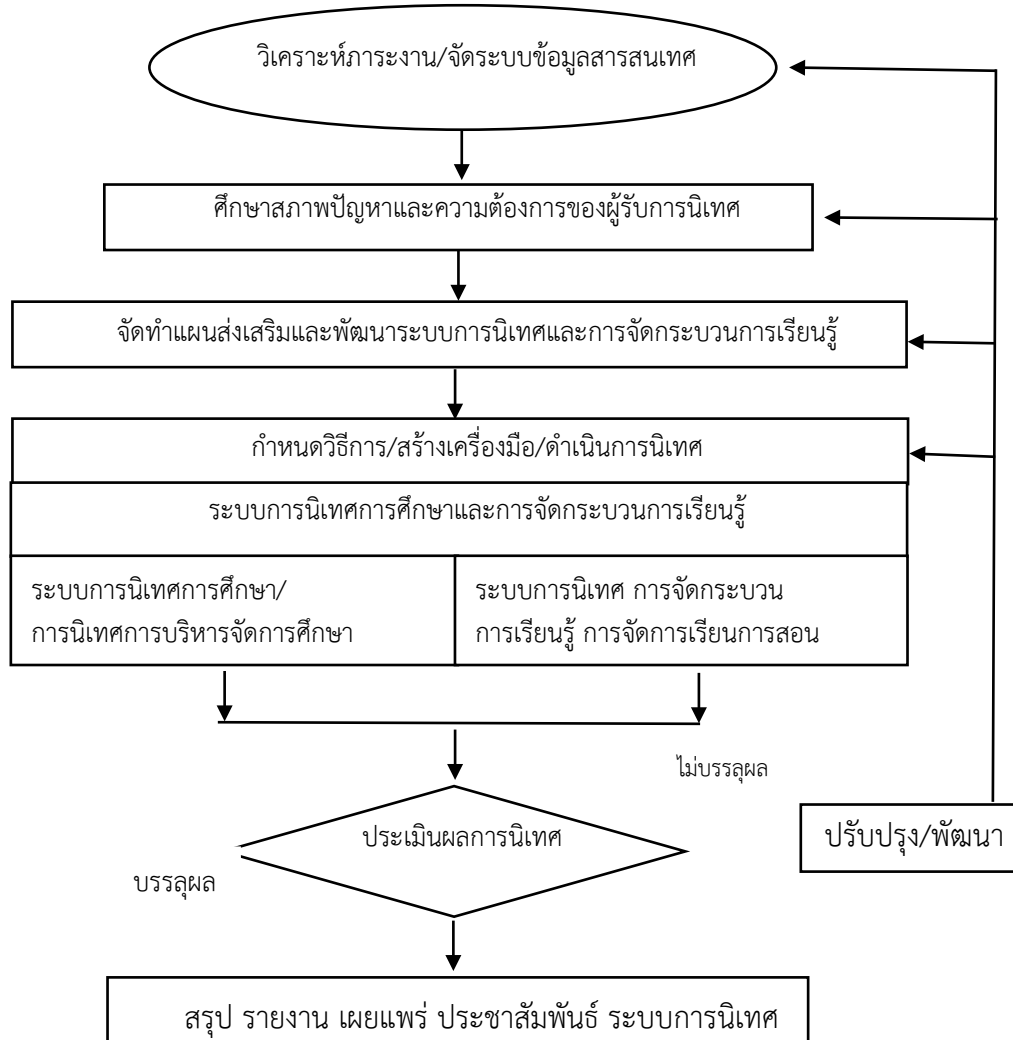 วิเคราะห์ภาระงาน/จัดระบบข้อมูลสารสนเทศ
ศึกษาสภาพปัญหาและความต้องการของผู้รับการนิเทศ
จัดทำแผนส่งเสริมและพัฒนาระบบการนิเทศและการจัดกระบวนการเรียนรู้
กำหนดวิธีการ/สร้างเครื่องมือ/ดำเนินการนิเทศ
ระบบการนิเทศการศึกษาและการจัดกระบวนการเรียนรู้
ระบบการนิเทศการศึกษา/
การนิเทศการบริหารจัดการศึกษา
ระบบการนิเทศ การจัดกระบวน
การเรียนรู้ การจัดการเรียนการสอน
ไม่บรรลุผล
ประเมินผลการนิเทศ
ปรับปรุง/พัฒนา
บรรลุผล
สรุป รายงาน เผยแพร่ ประชาสัมพันธ์ ระบบการนิเทศ